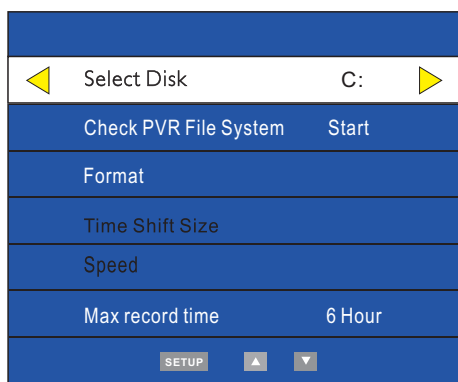 Select Disk C:
Check PVR File System Start
Format
Time Shift Size
Speed
Max record time 6 Hour
SETUP